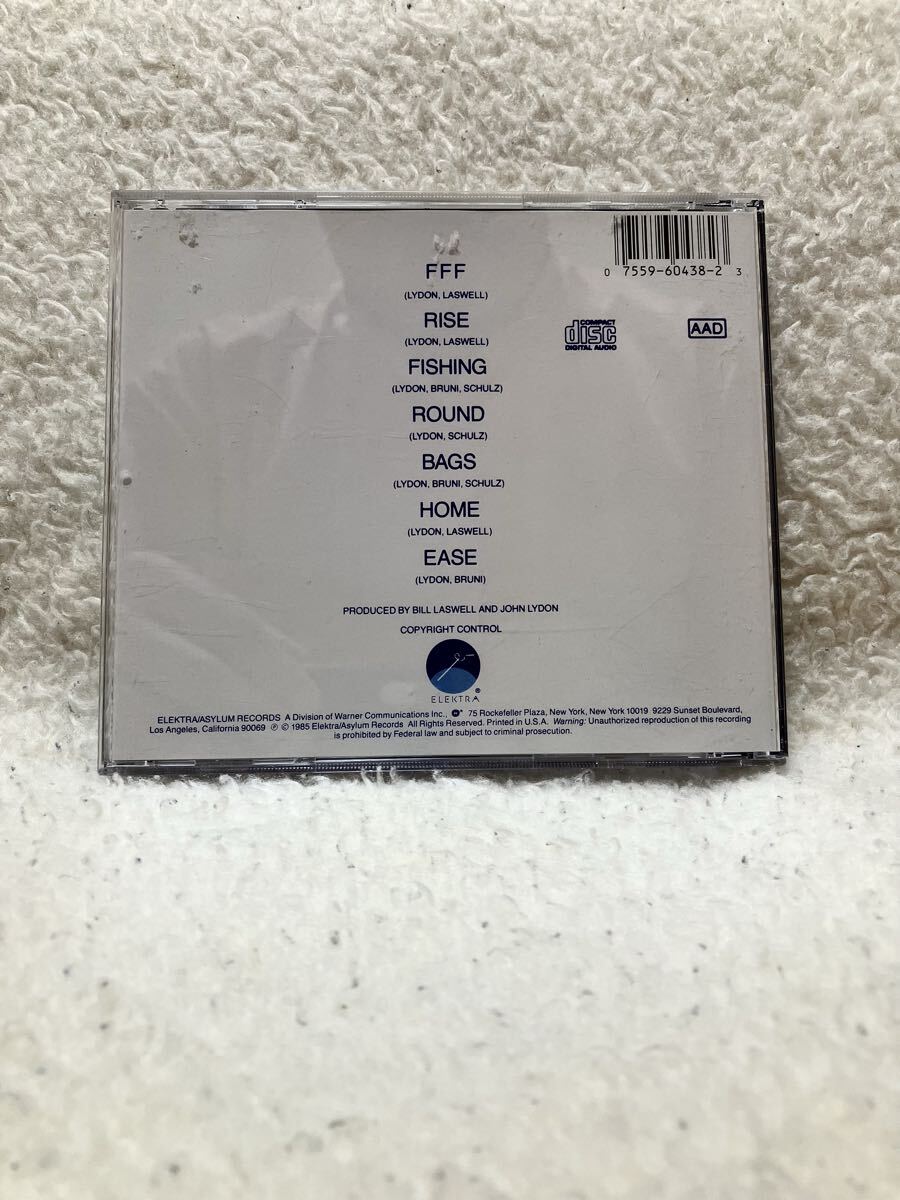 FFF
(LYDON, LASWELL)
RISE
(LYDON, LASWELL)
FISHING
(LYDON, BRUNI, SCHULZ)
ROUND
(LYDON, SCHULZ)
BAGS
(LYDON, BRUNI, SCHULZ)
HOME
(LYDON, LASWELL)
EASE
(LYDON, BRUNI)
0 7559-60438-2 3
COMPACT
disc
DIGITAL AUDIO
AAD
PRODUCED BY BILL LASWELL AND JOHN LYDON
COPYRIGHT CONTROL
ELEKTRA®
ELEKTRA/ASYLUM RECORDS A Division of Warner Communications Inc., 75 Rockefeller Plaza, New York, New York 10019 9229 Sunset Boulevard,
Los Angeles, California 90069 ℗ © 1985 Elektra/Asylum Records All Rights Reserved. Printed in U.S.A. Warning: Unauthorized reproduction of this recording
is prohibited by Federal law and subject to criminal prosecution.